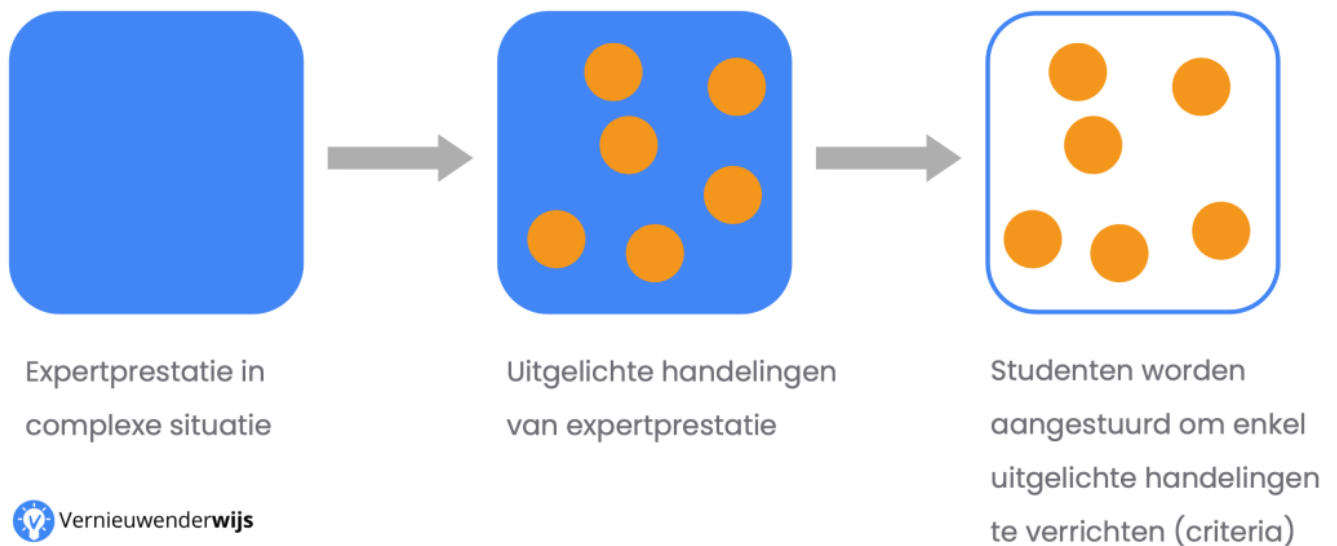 Expertprestatie in
complexe situatie
Uitgelichte handelingen
van expertprestatie
Studenten worden
aangestuurd om enkel
uitgelichte handelingen
te verrichten (criteria)
Vernieuwenderwijs